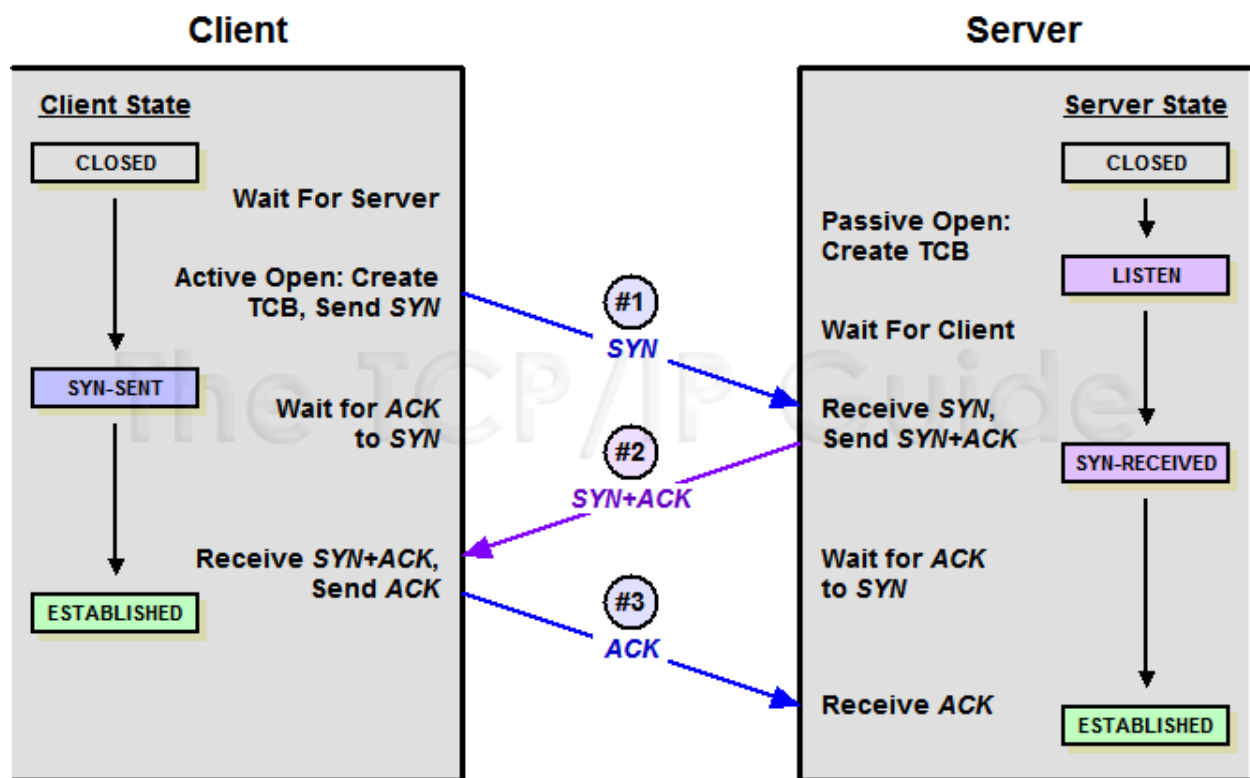 Client
Server
Client State
CLOSED
Wait For Server
Active Open: Create
TCB, Send SYN
SYN-SENT
Wait for ACK
to SYN
Receive SYN+ACK,
Send ACK
ESTABLISHED
#1
SYN
#2
SYN+ACK
#3
ACK
Server State
CLOSED
Passive Open:
Create TCB
LISTEN
Wait For Client
Receive SYN,
Send SYN+ACK
SYN-RECEIVED
Wait for ACK
to SYN
Receive ACK
ESTABLISHED
The TCP/IP Guide